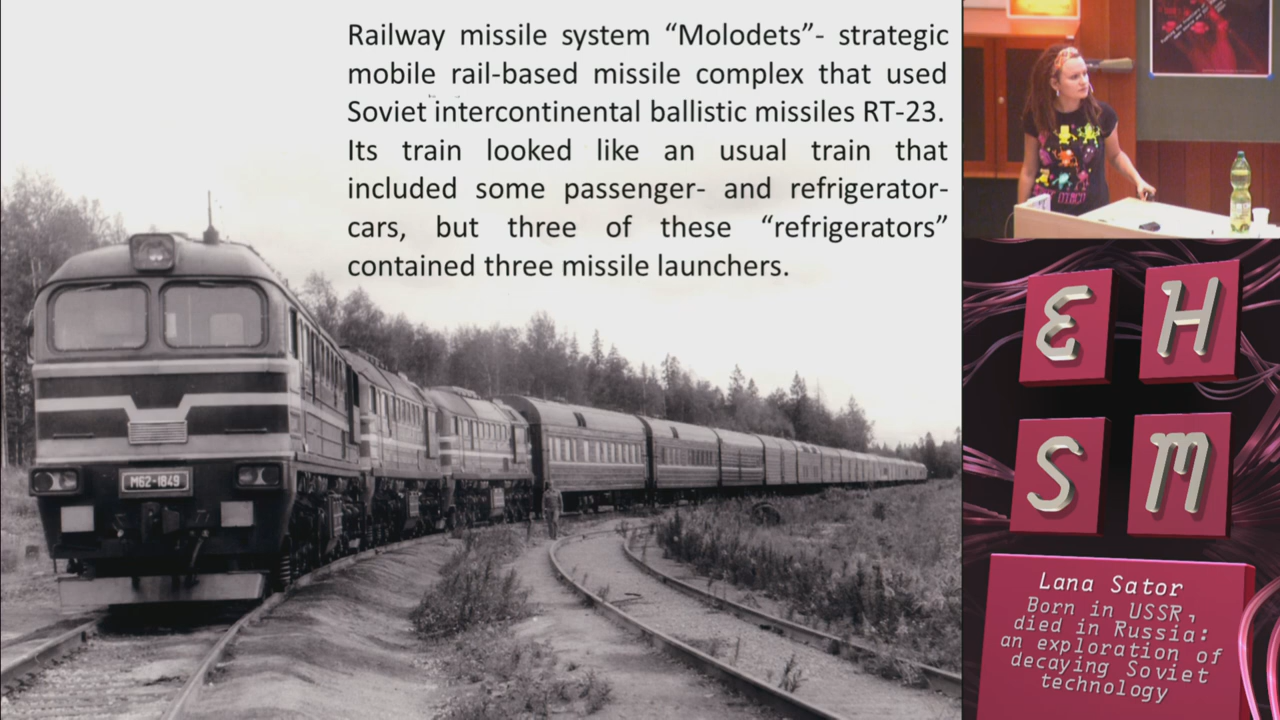 Railway missile system “Molodets”- strategic
mobile rail-based missile complex that used
Soviet intercontinental ballistic missiles RT-23.
Its train looked like an usual train that
included some passenger- and refrigerator-
cars, but three of these “refrigerators”
contained three missile launchers.
M62-1849
E H
S M
Lana Sator
Born in USSR,
died in Russia:
an exploration of
decaying Soviet
technology